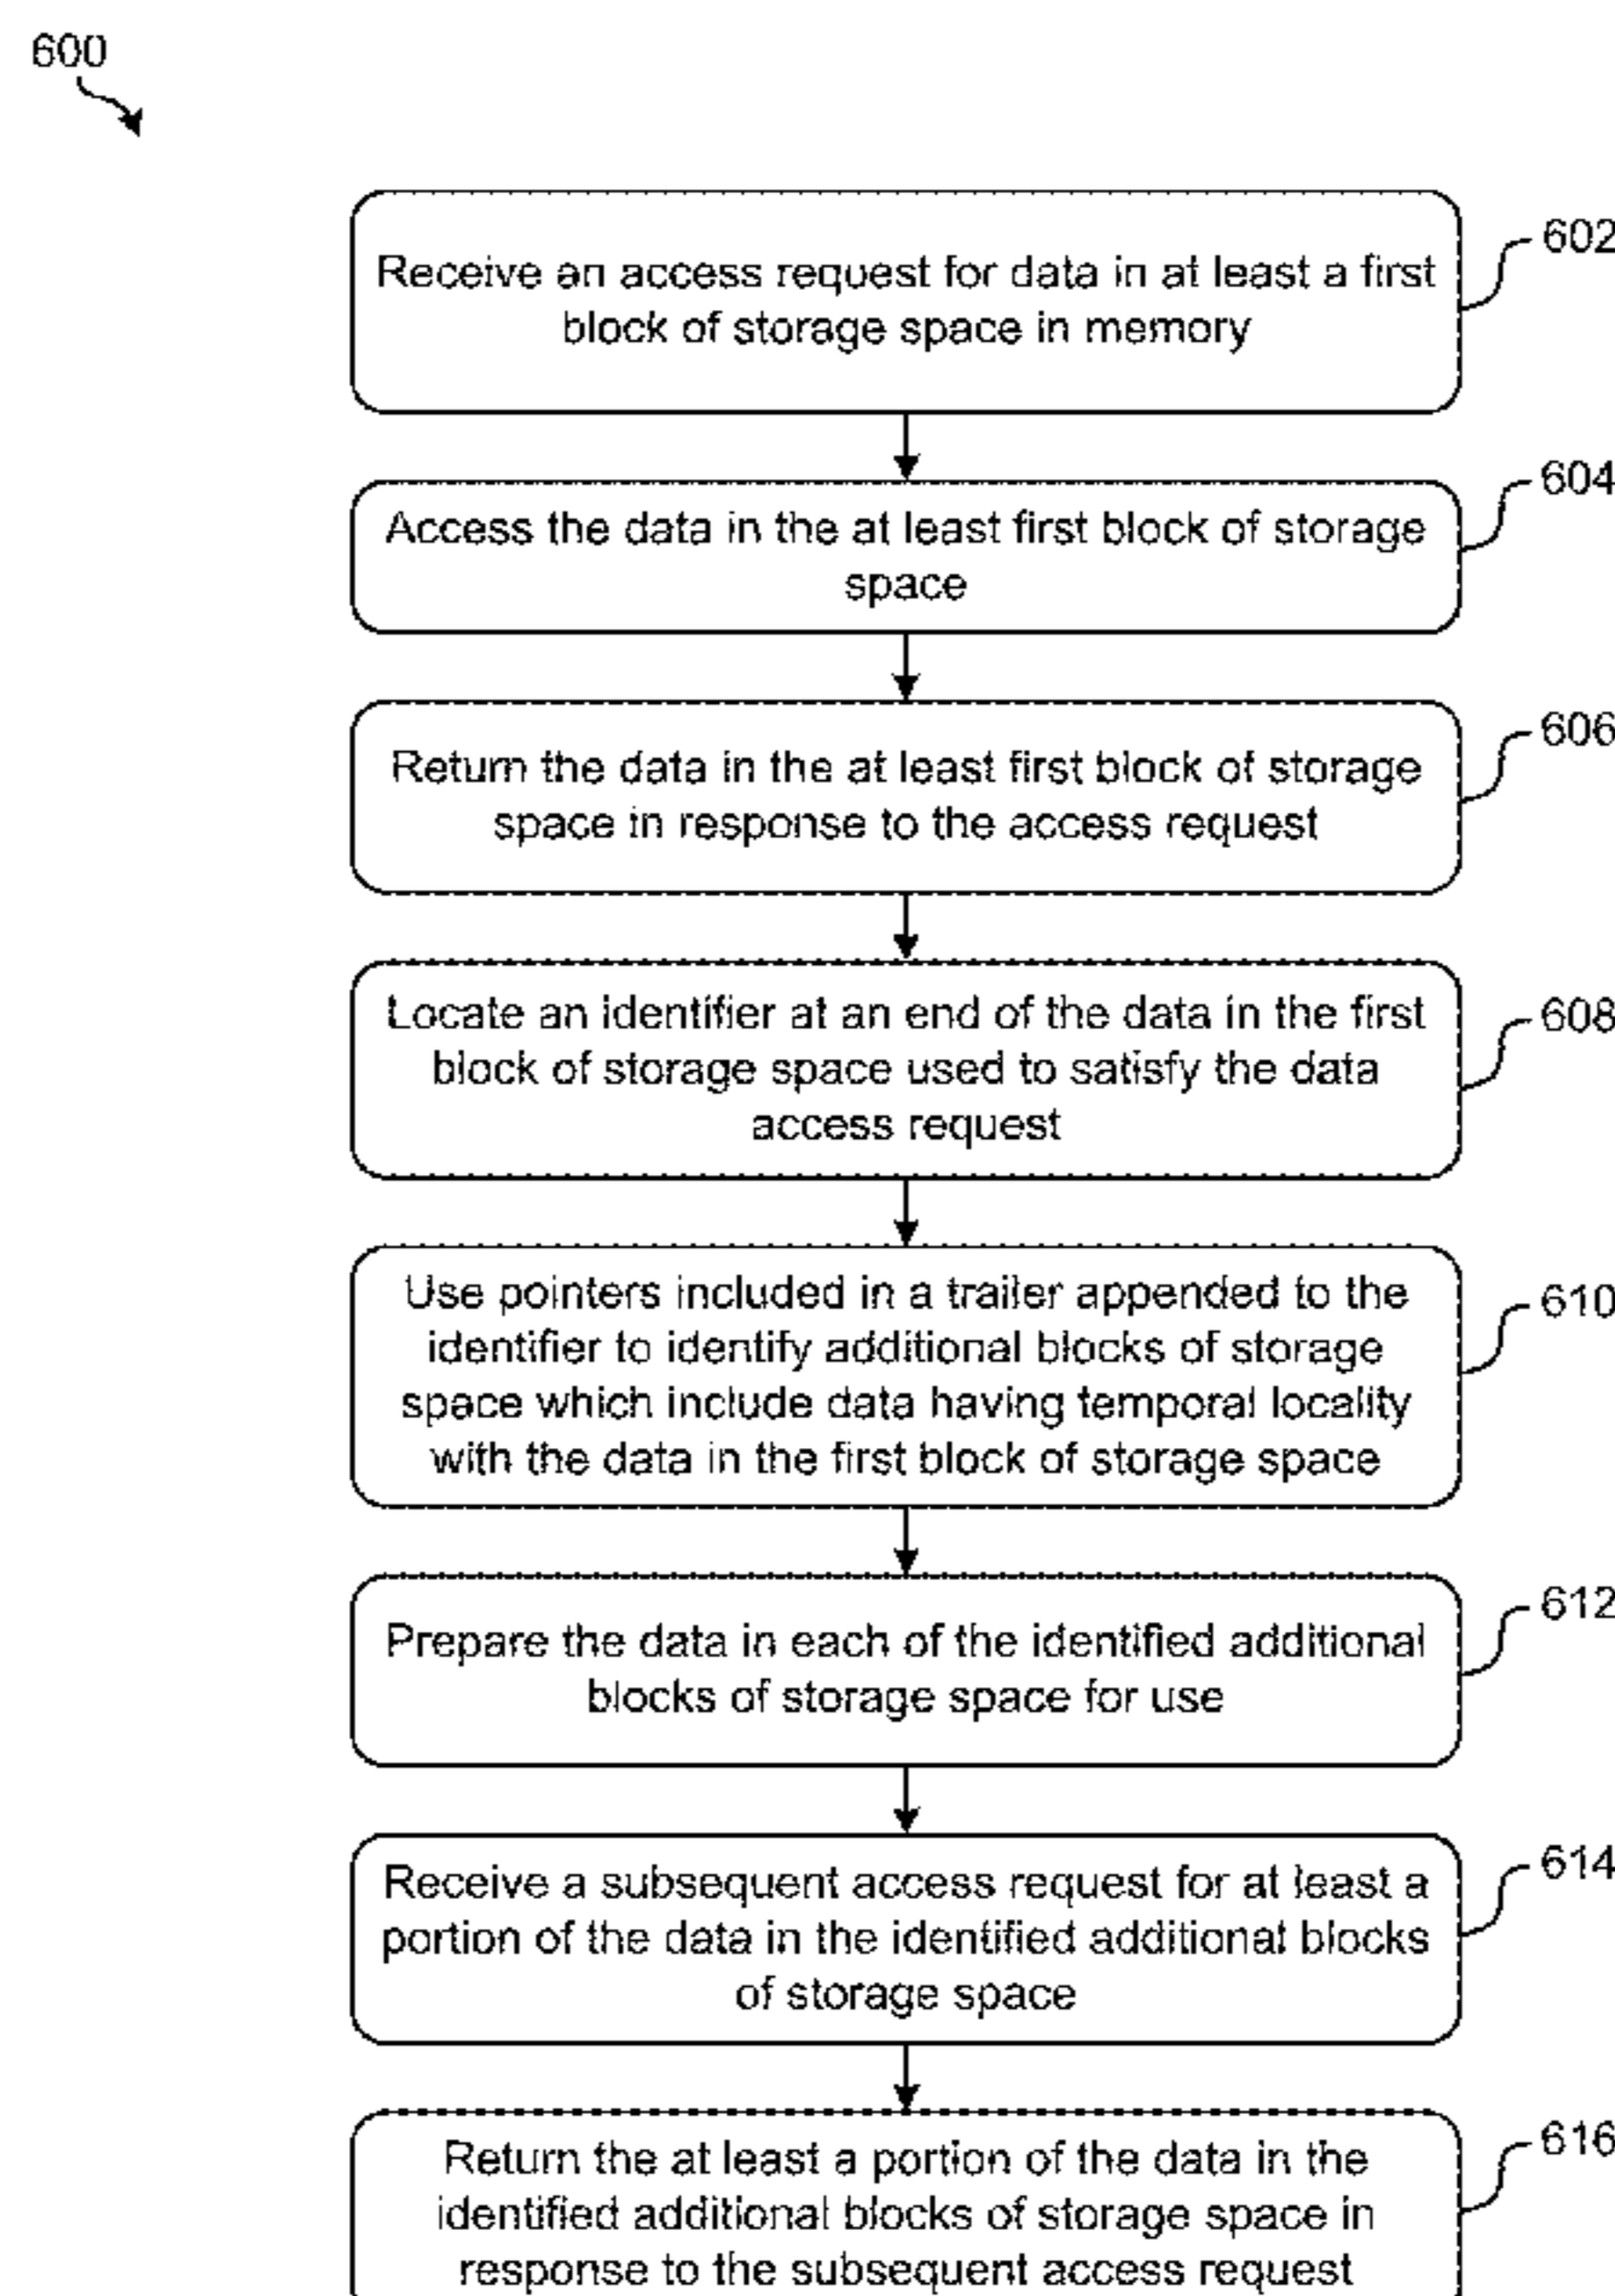 600
Receive an access request for data in at least a first
block of storage space in memory
602
Access the data in the at least first block of storage
space
604
Return the data in the at least first block of storage
space in response to the access request
606
Locate an identifier at an end of the data in the first
block of storage space used to satisfy the data
access request
608
Use pointers included in a trailer appended to the
identifier to identify additional blocks of storage
space which include data having temporal locality
with the data in the first block of storage space
610
Prepare the data in each of the identified additional
blocks of storage space for use
612
Receive a subsequent access request for at least a
portion of the data in the identified additional blocks
of storage space
614
Return the at least a portion of the data in the
identified additional blocks of storage space in
response to the subsequent access request
616